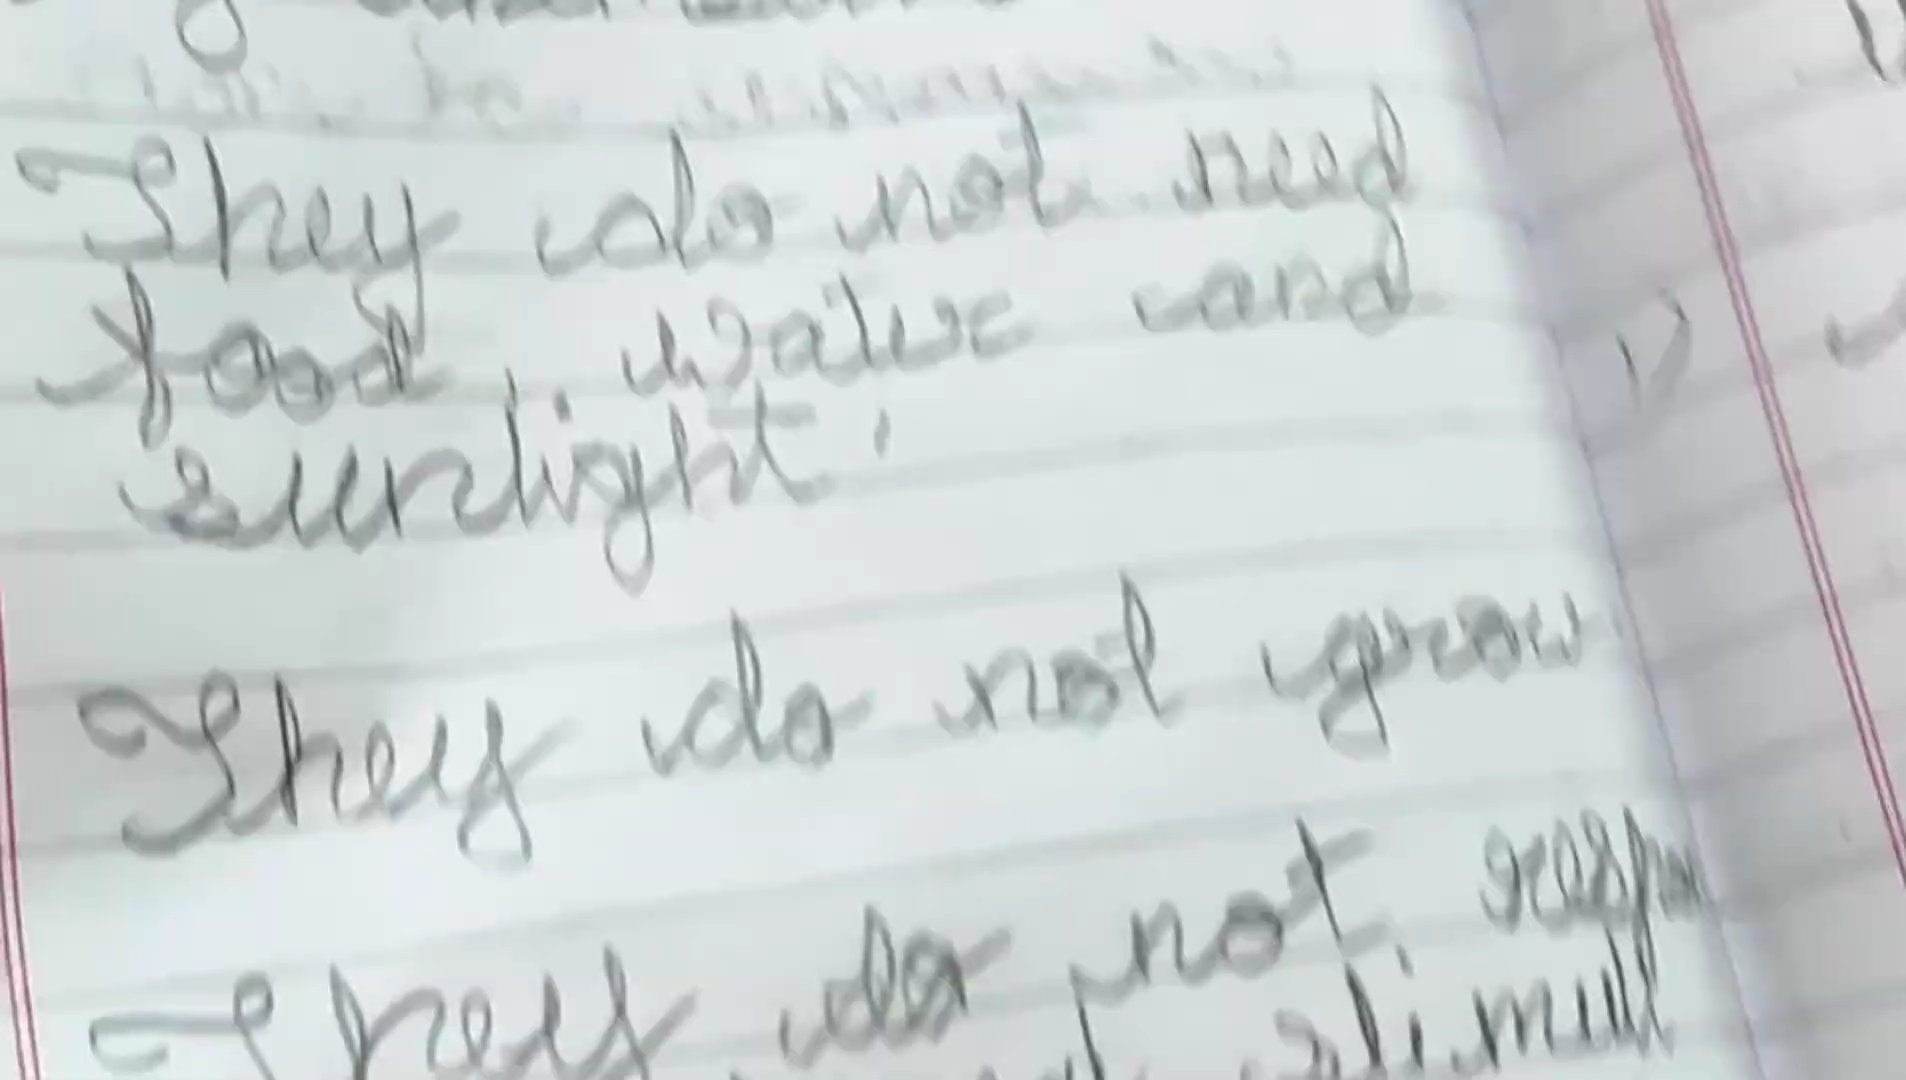 They do not need
food, water and
sunlight.
They do not grow
They do not